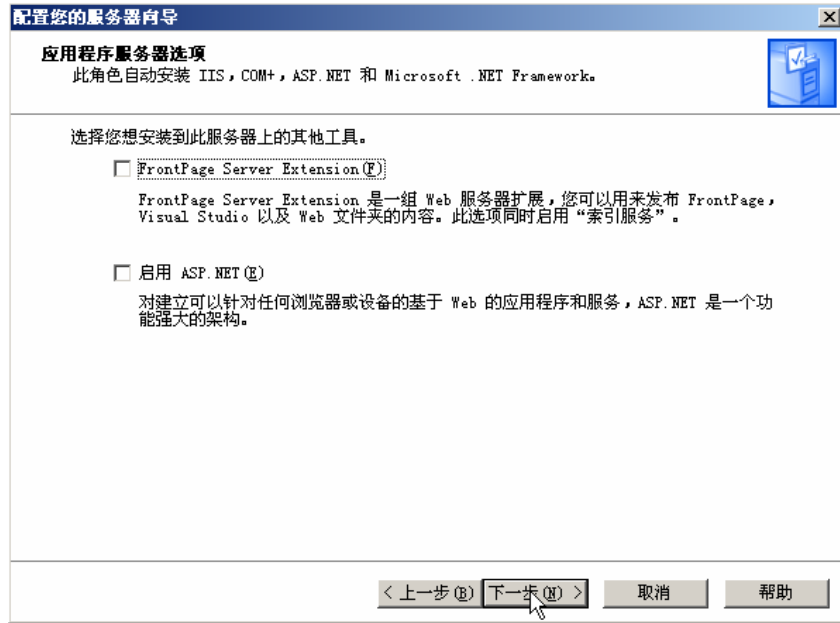 配置您的服务器向导
应用程序服务器选项
此角色自动安装 IIS，COM+，ASP.NET 和 Microsoft .NET Framework。
选择您想安装到此服务器上的其他工具。
FrontPage Server Extension(F)
FrontPage Server Extension 是一组 Web 服务器扩展，您可以用来发布 FrontPage，
Visual Studio 以及 Web 文件夹的内容。此选项同时启用“索引服务”。
启用 ASP.NET(E)
对建立可以针对任何浏览器或设备的基于 Web 的应用程序和服务，ASP.NET 是一个功
能强大的架构。
< 上一步(B) 下一步(N) > 取消 帮助